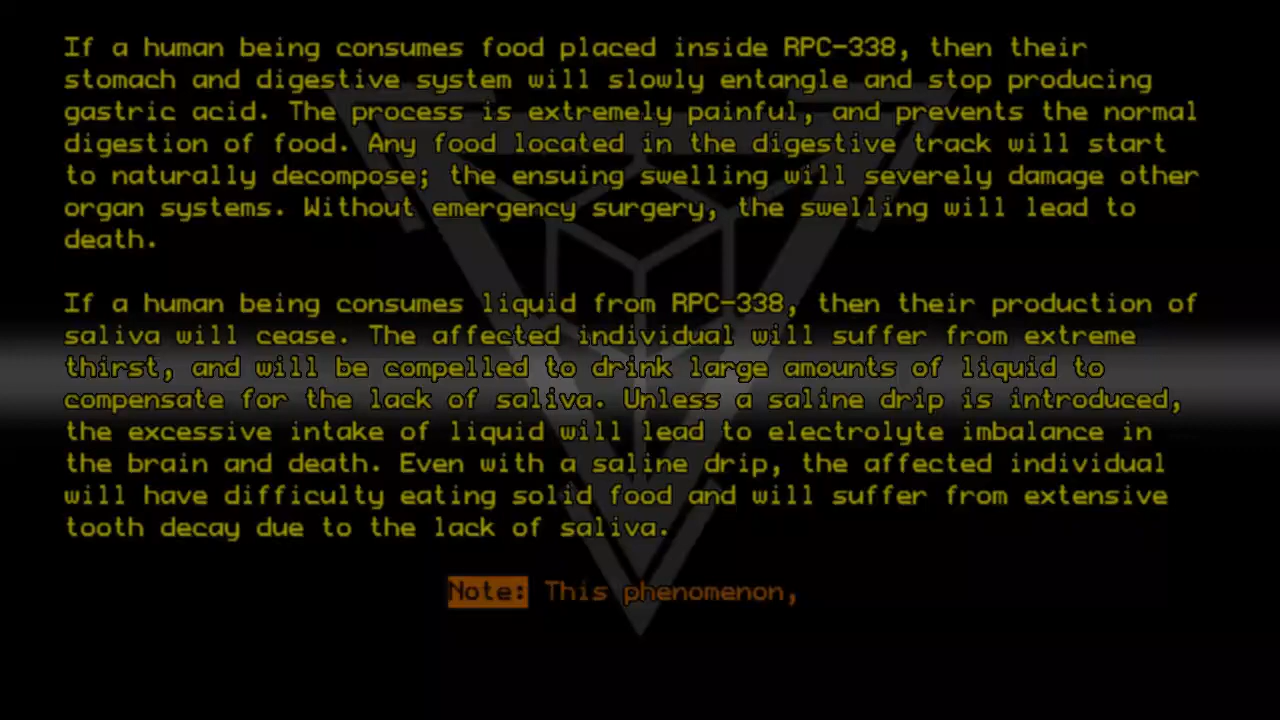 If a human being consumes food placed inside RPC-338, then their
stomach and digestive system will slowly entangle and stop producing
gastric acid. The process is extremely painful, and prevents the normal
digestion of food. Any food located in the digestive track will start
to naturally decompose; the ensuing swelling will severely damage other
organ systems. Without emergency surgery, the swelling will lead to
death.
If a human being consumes liquid from RPC-338, then their production of
saliva will cease. The affected individual will suffer from extreme
thirst, and will be compelled to drink large amounts of liquid to
compensate for the lack of saliva. Unless a saline drip is introduced,
the excessive intake of liquid will lead to electrolyte imbalance in
the brain and death. Even with a saline drip, the affected individual
will have difficulty eating solid food and will suffer from extensive
tooth decay due to the lack of saliva.
Note: This phenomenon,